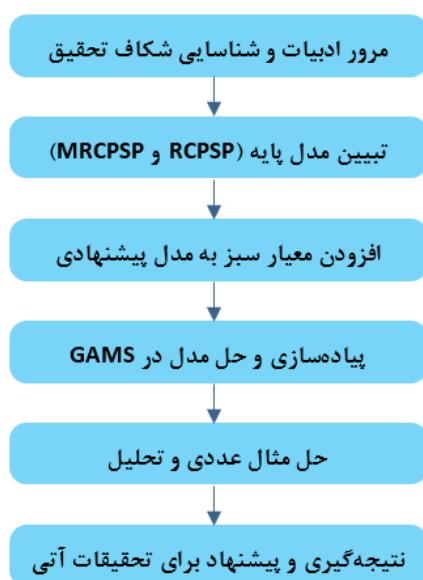 مرور ادبیات و شناسایی شکاف تحقیق
تبیین مدل پایه (RCPSP و MRCPSP)
افزودن معیار سبز به مدل پیشنهادی
پیاده‌سازی و حل مدل در GAMS
حل مثال عددی و تحلیل
نتیجه‌گیری و پیشنهاد برای تحقیقات آتی